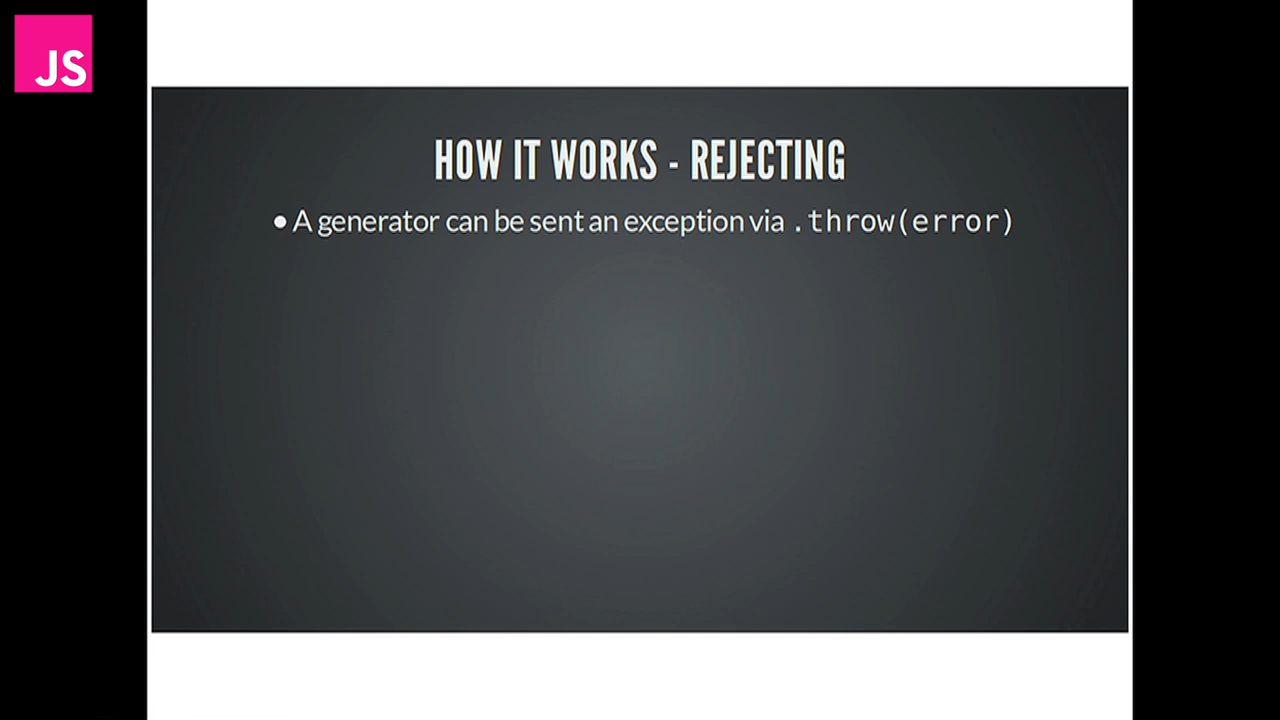 JS
HOW IT WORKS - REJECTING
• A generator can be sent an exception via .throw(error)